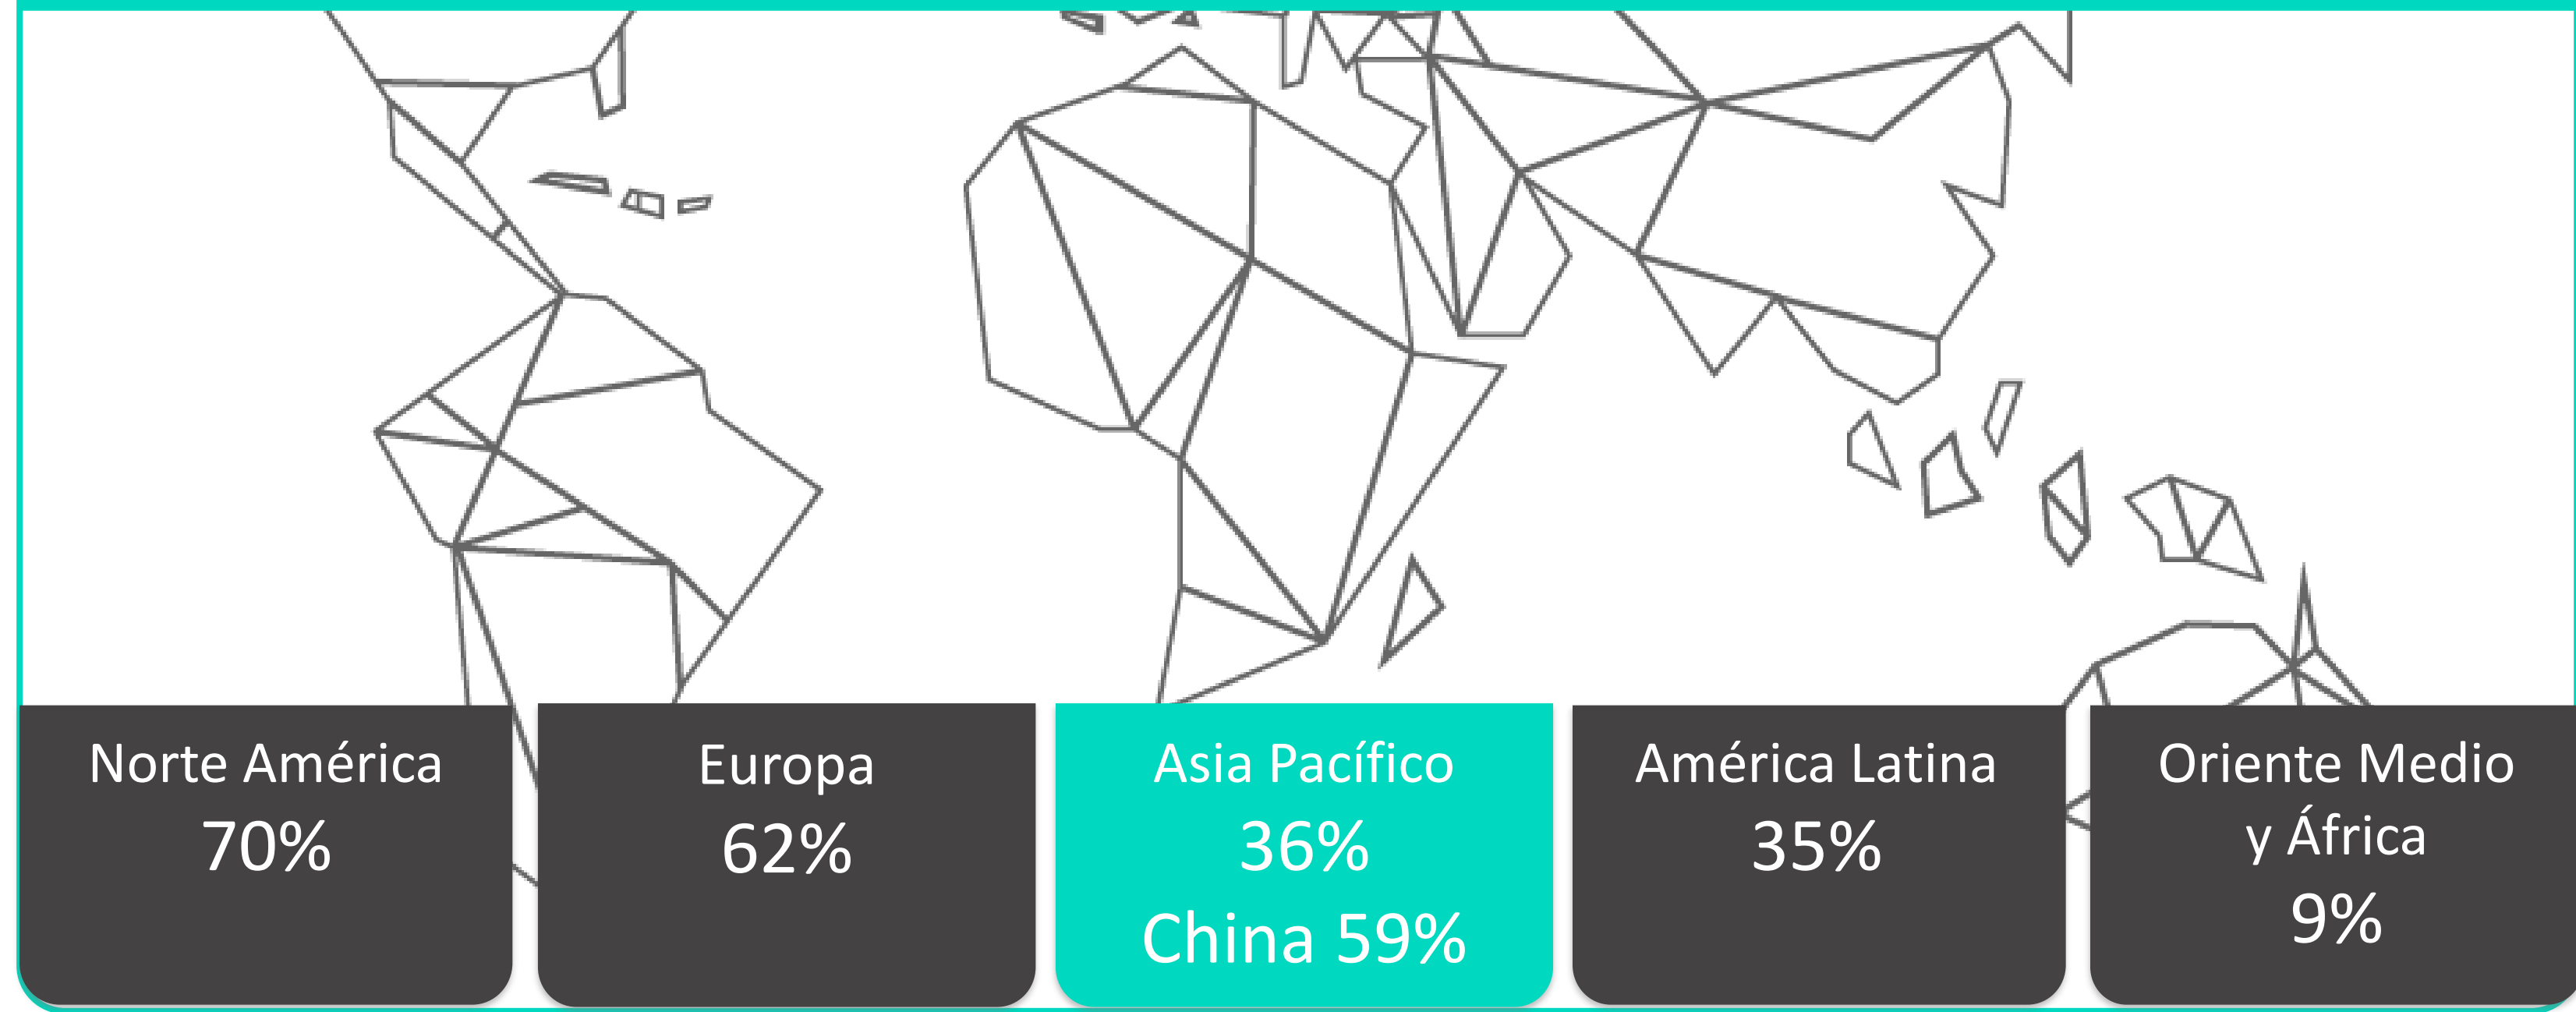 Norte América
70%
Europa
62%
Asia Pacífico
36%
China 59%
América Latina
35%
Oriente Medio
y África
9%